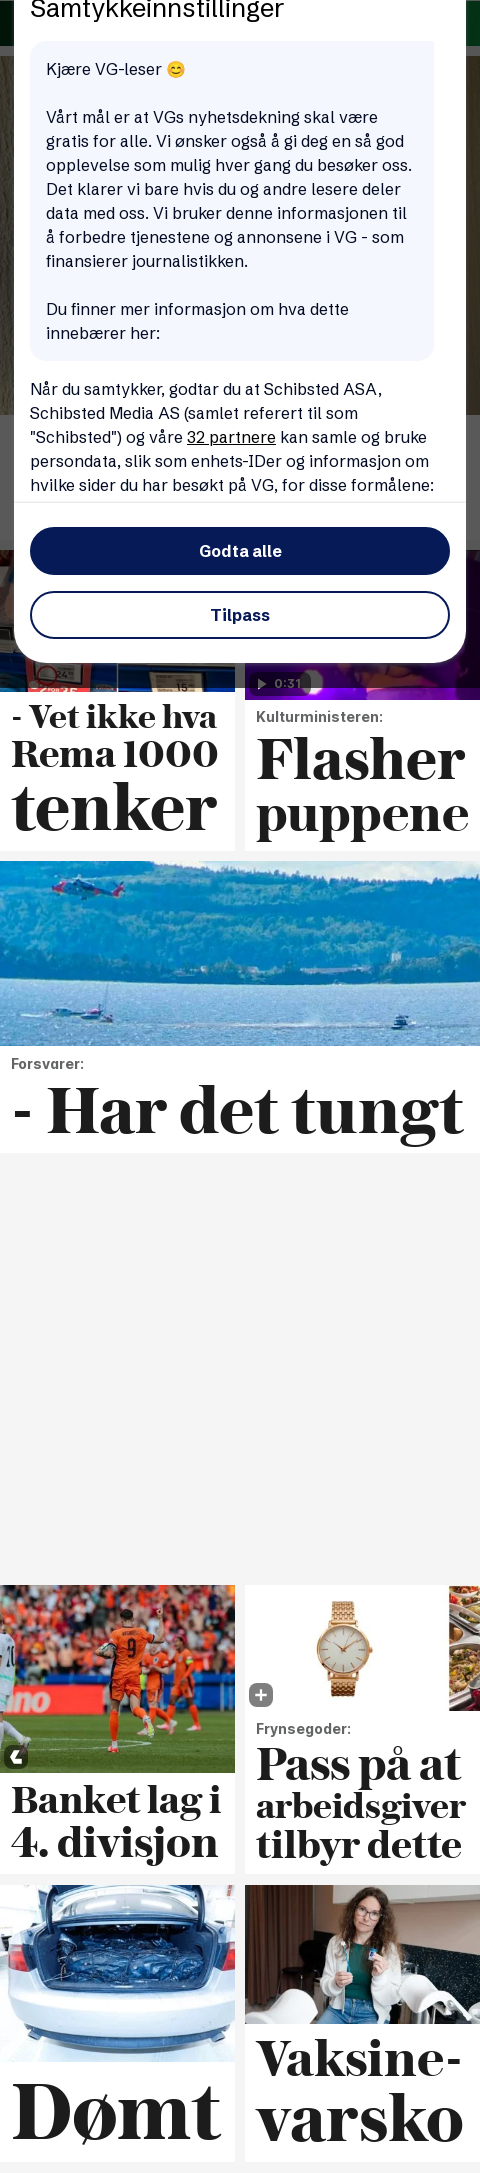 Samtykkeinnstillinger
Kjære VG-leser 😊
Vårt mål er at VGs nyhetsdekning skal være
gratis for alle. Vi ønsker også å gi deg en så god
opplevelse som mulig hver gang du besøker oss.
Det klarer vi bare hvis du og andre lesere deler
data med oss. Vi bruker denne informasjonen til
å forbedre tjenestene og annonsene i VG - som
finansierer journalistikken.
Du finner mer informasjon om hva dette
innebærer her:
Når du samtykker, godtar du at Schibsted ASA,
Schibsted Media AS (samlet referert til som
"Schibsted") og våre 32 partnere kan samle og bruke
persondata, slik som enhets-IDer og informasjon om
hvilke sider du har besøkt på VG, for disse formålene:
Godta alle
Tilpass
0:31
- Vet ikke hva
Rema 1000
tenker
Kulturministeren:
Flasher
puppene
Forsvarer:
- Har det tungt
Banket lag i
4. divisjon
Frynsegoder:
Pass på at
arbeidsgiver
tilbyr dette
Dømt
Vaksine-
varsko